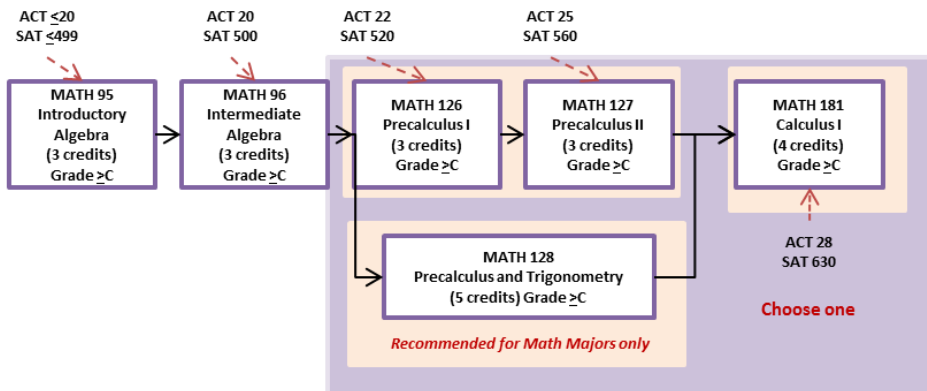 ACT ≤20
SAT ≤499
ACT 20
SAT 500
ACT 22
SAT 520
ACT 25
SAT 560
MATH 95
Introductory
Algebra
(3 credits)
Grade ≥C
MATH 96
Intermediate
Algebra
(3 credits)
Grade ≥C
MATH 126
Precalculus I
(3 credits)
Grade ≥C
MATH 127
Precalculus II
(3 credits)
Grade ≥C
MATH 181
Calculus I
(4 credits)
Grade ≥C
MATH 128
Precalculus and Trigonometry
(5 credits) Grade ≥C
Recommended for Math Majors only
ACT 28
SAT 630
Choose one